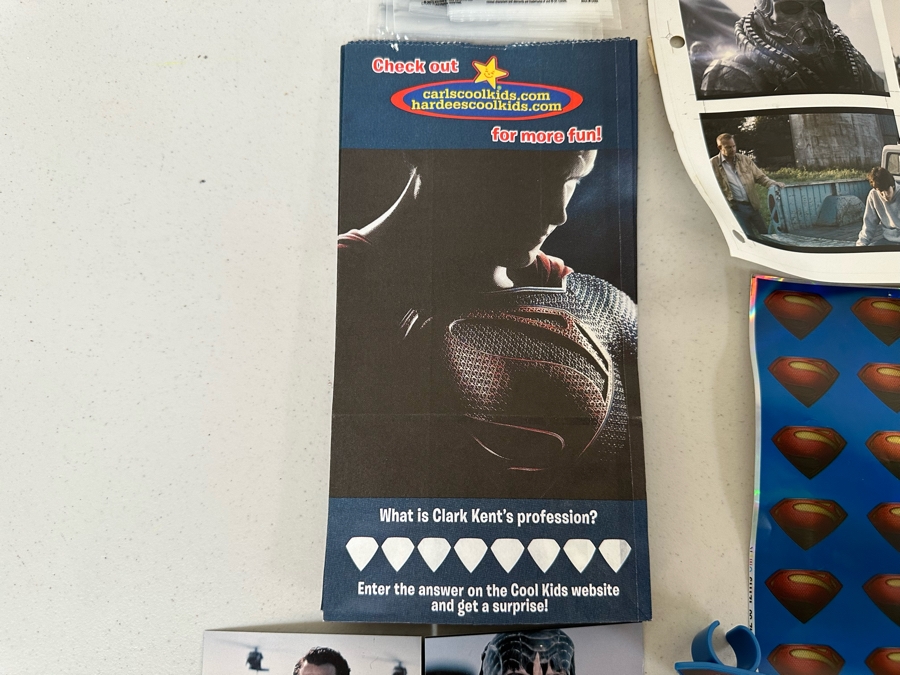 Check out
carlscoolkids.com
hardeescoolkids.com
for more fun!
What is Clark Kent's profession?
Enter the answer on the Cool Kids website
and get a surprise!